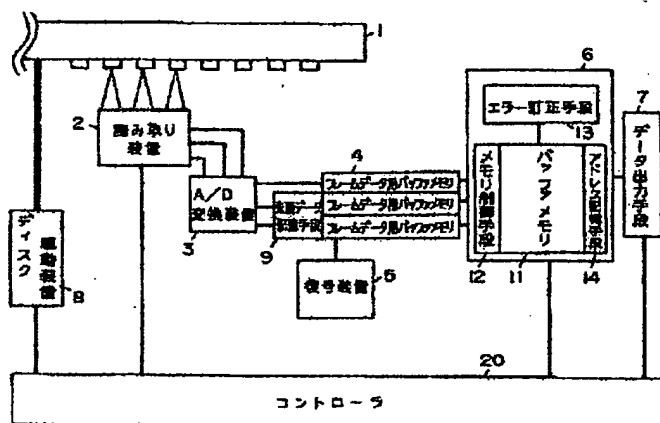 1
6
エラー訂正手段
13
7
データ出力手段
2
読み取り
装置
4
フレームデータ用バッファメモリ
フレームデータ用バッファメモリ
フレームデータ用バッファメモリ
A/D
変換装置
3
9
メモリ制御手段
バッファメモリ
アドレス記憶手段
12
11
14
復号装置
5
ディスク
駆動装置
8
20
コントローラ